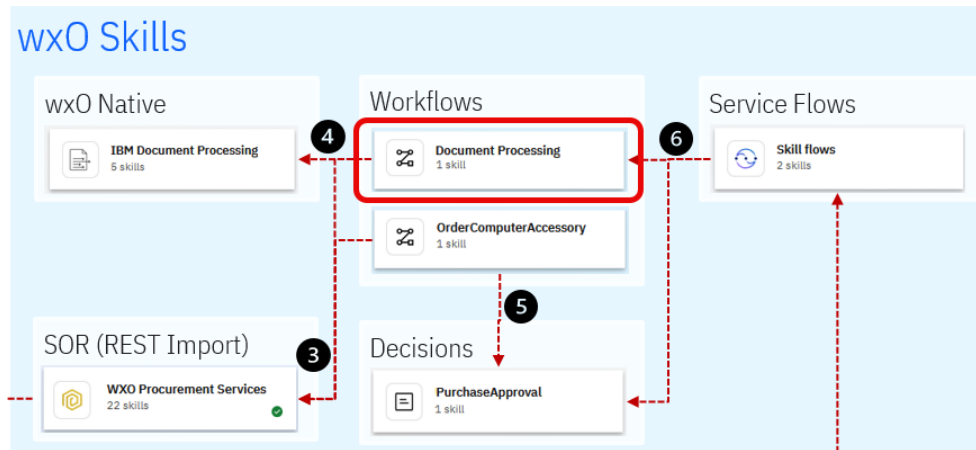 wxO Skills
wxO Native
IBM Document Processing
5 skills
4
Workflows
Document Processing
1 skill
OrderComputerAccessory
1 skill
6
Service Flows
Skill flows
2 skills
5
SOR (REST Import)
3
WXO Procurement Services
22 skills
Decisions
PurchaseApproval
1 skill